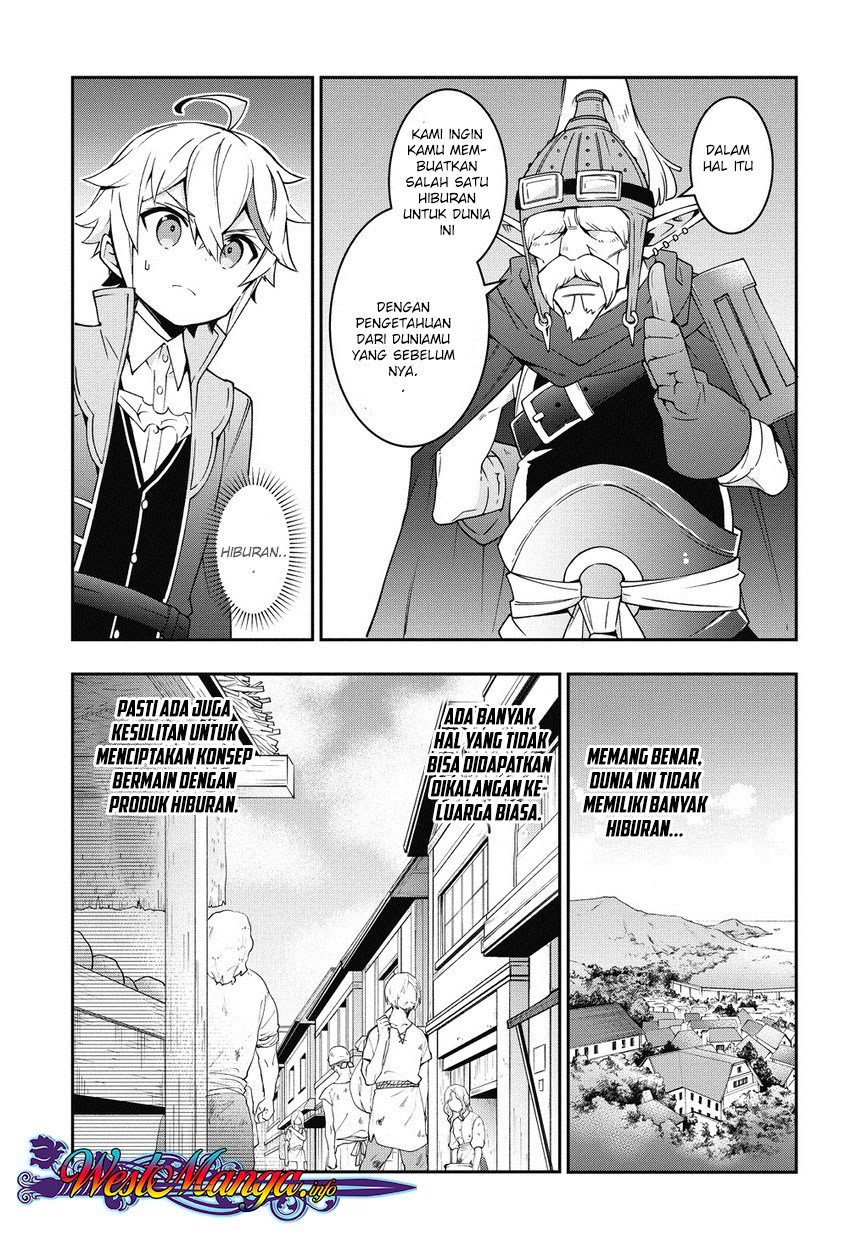 DALAM
HAL ITU
KAMI INGIN
KAMU MEM-
BUATKAN
SALAH SATU
HIBURAN
UNTUK DUNIA
INI
DENGAN
PENGETAHUAN
DARI DUNIAMU
YANG SEBELUM
NYA.
.
HIBURAN..
.
MEMANG BENAR,
DUNIA INI TIDAK
MEMILIKI BANYAK
HIBURAN...
ADA BANYAK
HAL YANG TIDAK
BISA DIDAPATKAN
DIKALANGAN KE-
LUARGA BIASA.
PASTI ADA JUGA
KESULITAN UNTUK
MENCIPTAKAN KONSEP
BERMAIN DENGAN
PRODUK HIBURAN.
WestManga.info